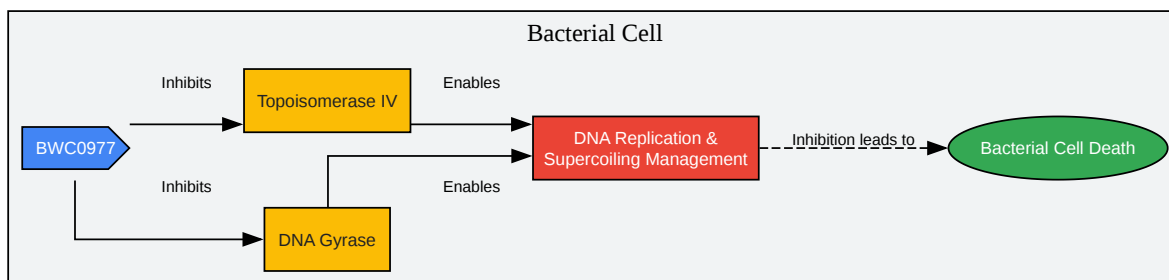 Bacterial Cell
Inhibits
Topoisomerase IV
Enables
BWC0977
DNA Replication &
Supercoiling Management
Inhibition leads to
Bacterial Cell Death
Inhibits
Enables
DNA Gyrase